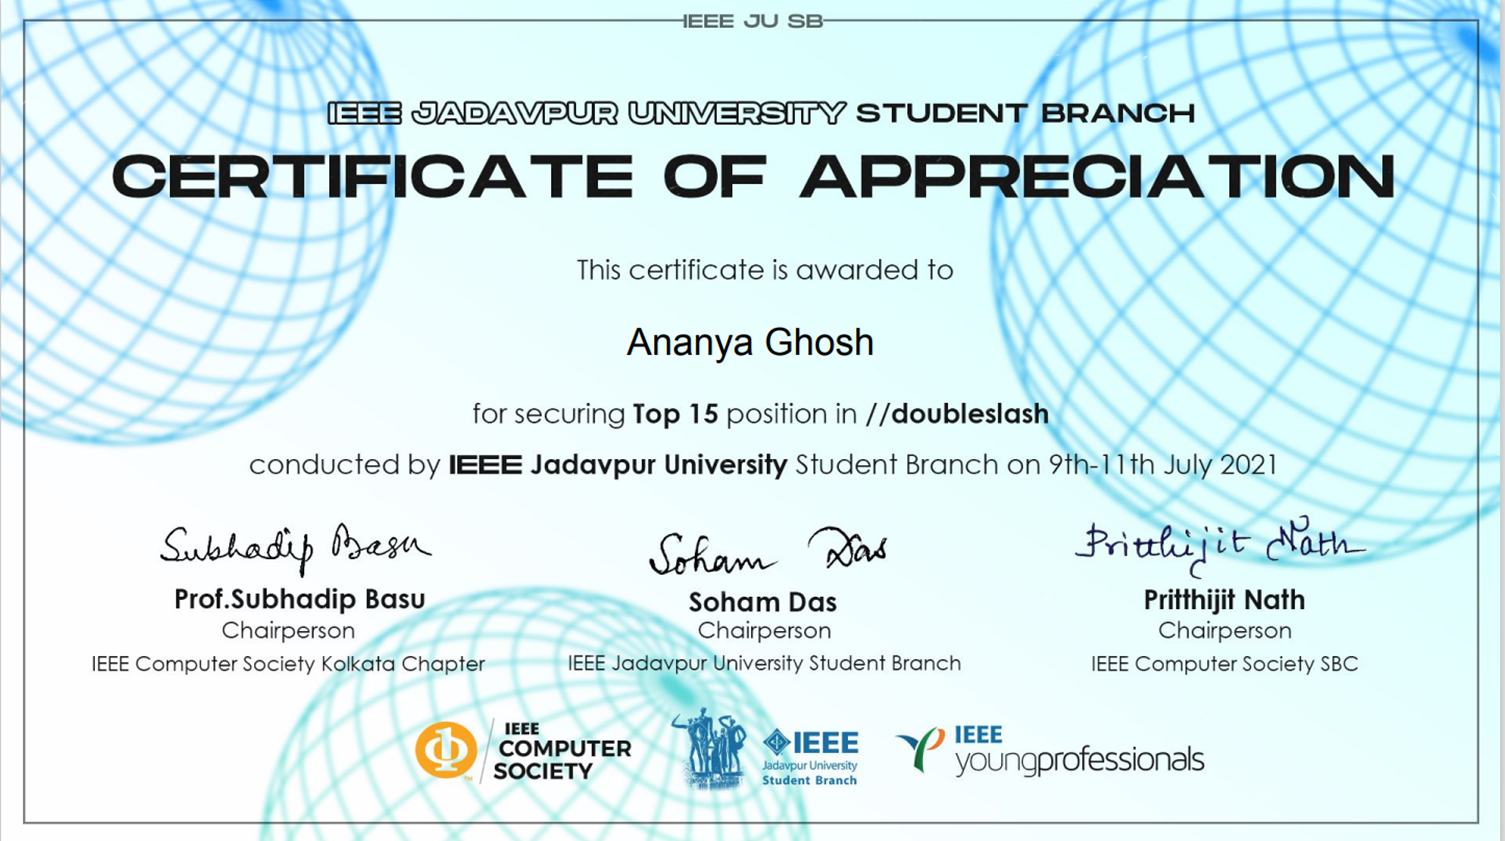 IEEE JU SB
IEEE JADAVPUR UNIVERSITY STUDENT BRANCH
CERTIFICATE OF APPRECIATION
This certificate is awarded to
Ananya Ghosh
for securing Top 15 position in //doubleslash
conducted by IEEE Jadavpur University Student Branch on 9th-11th July 2021
Subhadip Basu
Soham Das
Pritthijit Nath
Prof.Subhadip Basu
Soham Das
Pritthijit Nath
Chairperson
Chairperson
Chairperson
IEEE Computer Society Kolkata Chapter
IEEE Jadavpur University Student Branch
IEEE Computer Society SBC
IEEE
COMPUTER
SOCIETY
TM
IEEE
Jadavpur University
Student Branch
IEEE
youngprofessionals